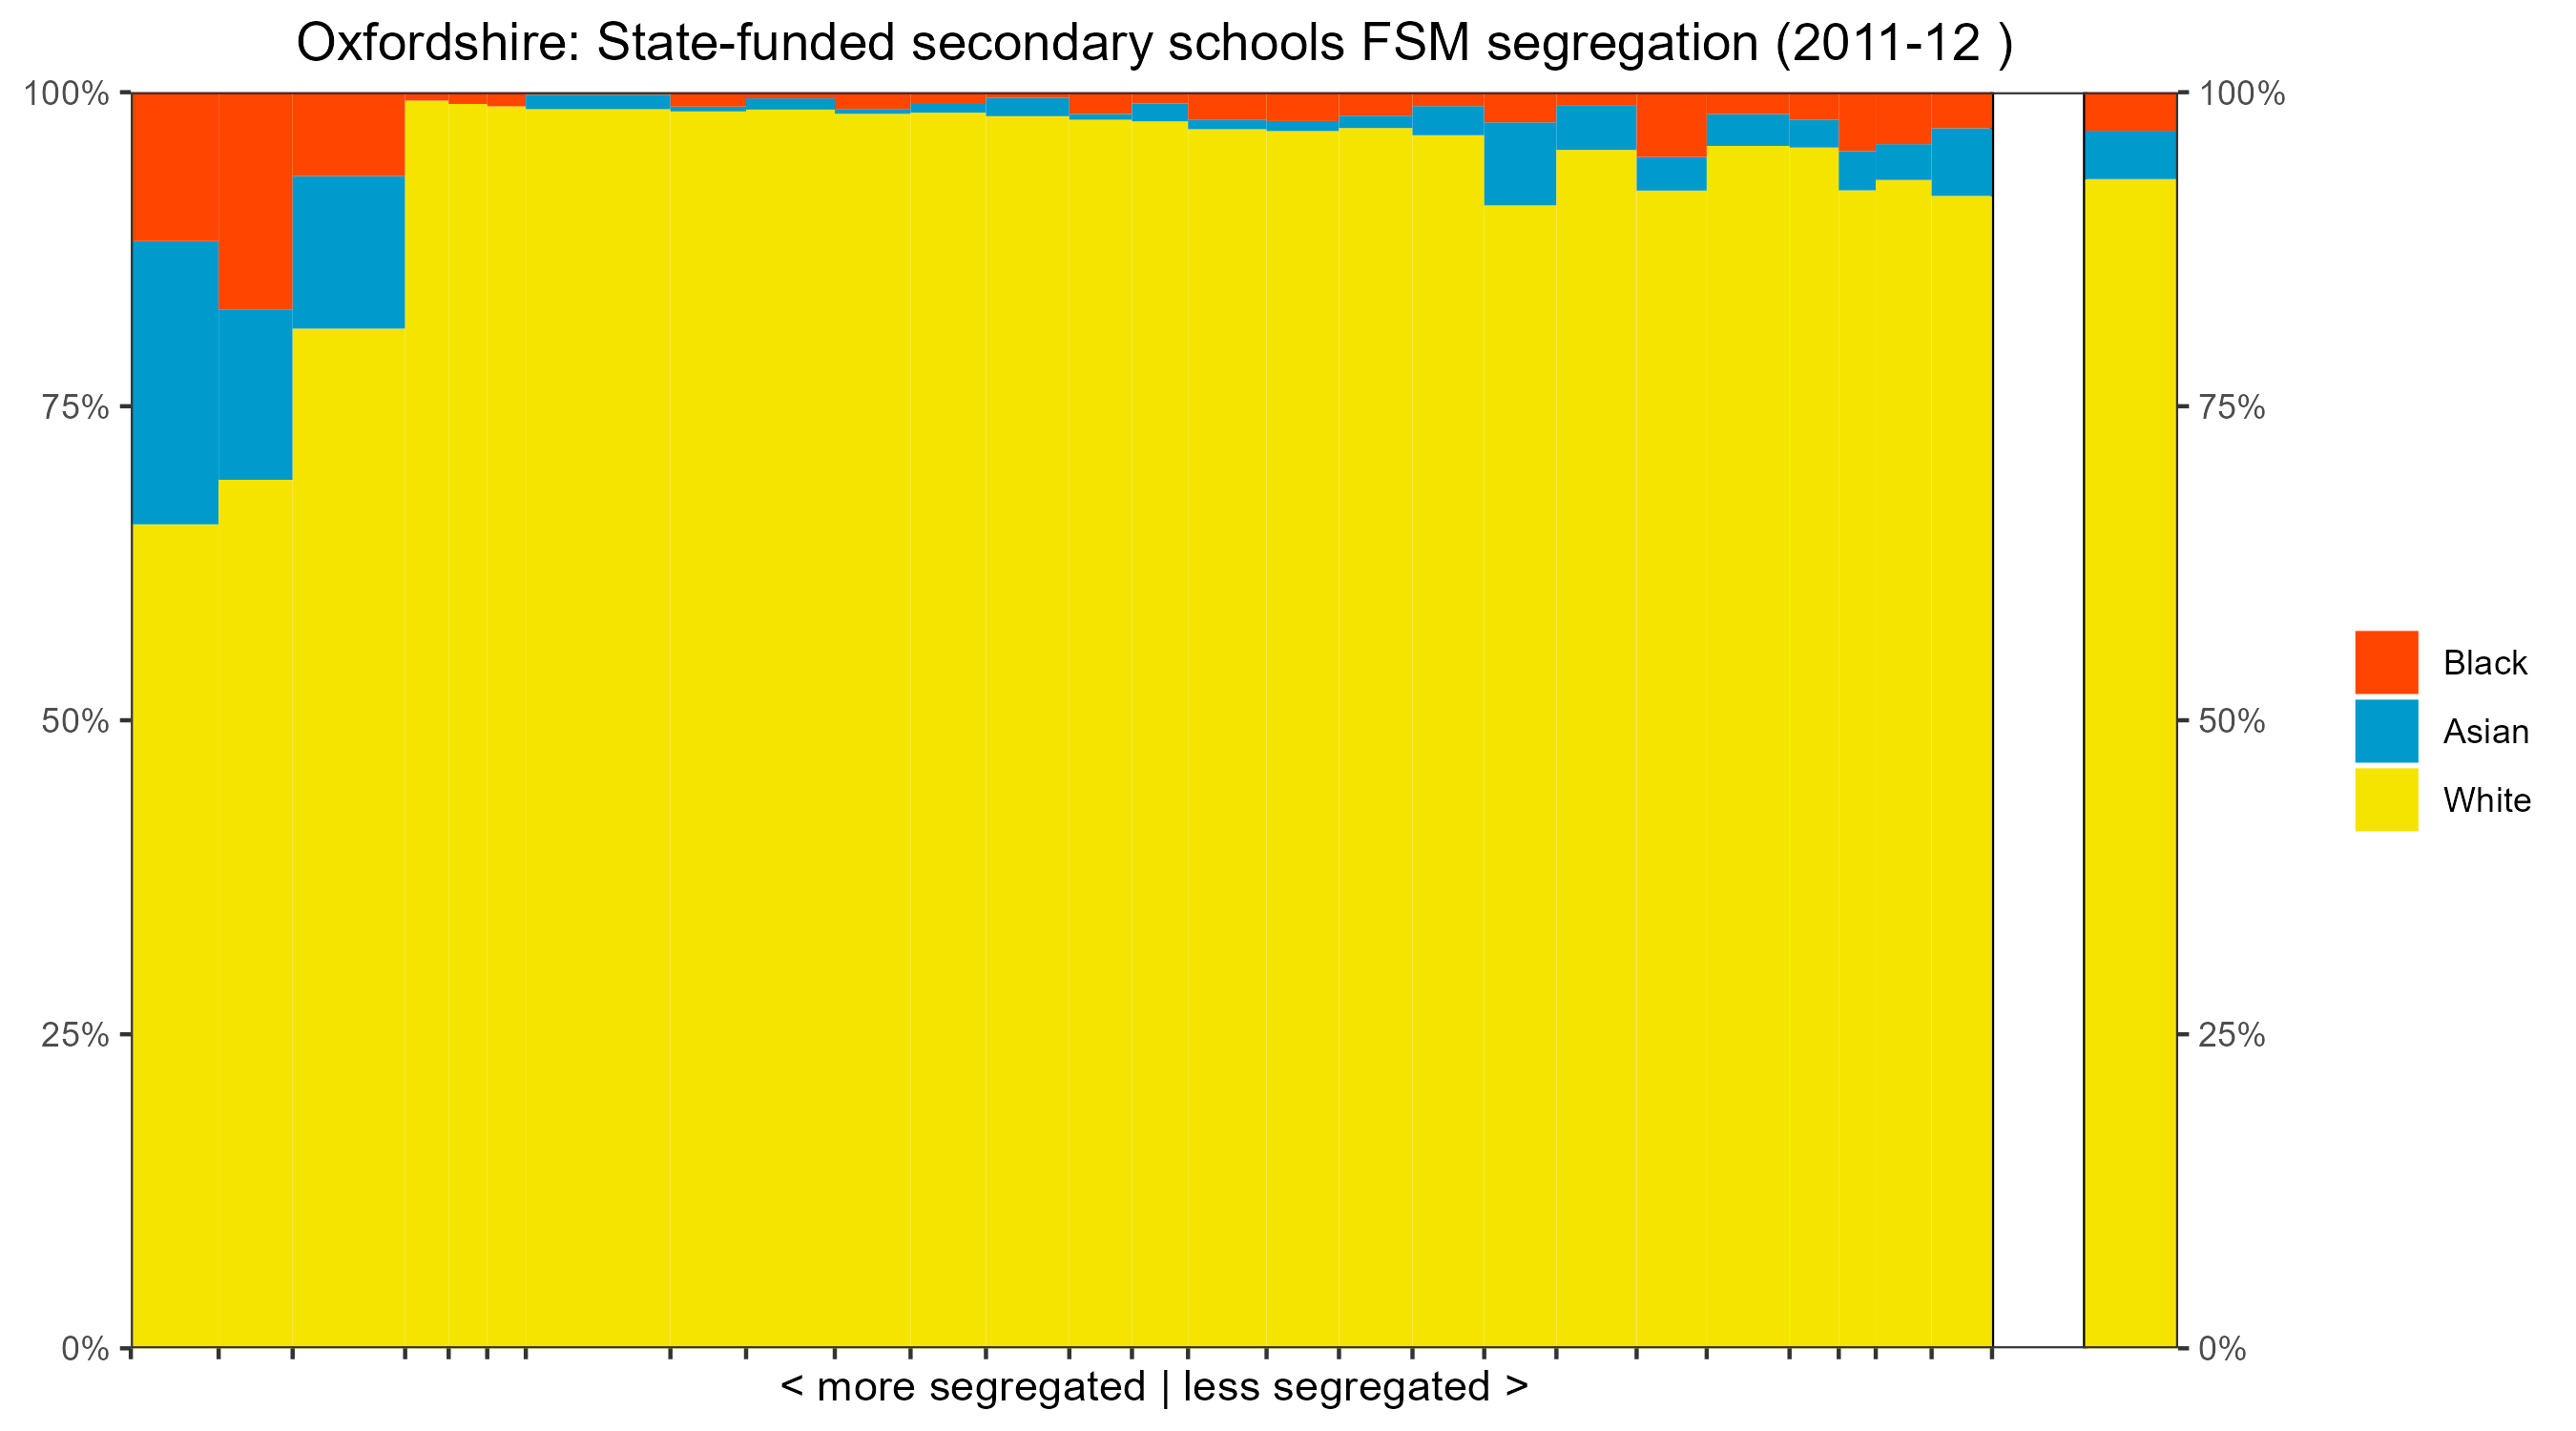 Oxfordshire: State-funded secondary schools FSM segregation (2011-12 )
100%
75%
50%
25%
0%
100%
75%
50%
25%
0%
Black
Asian
White
< more segregated | less segregated >